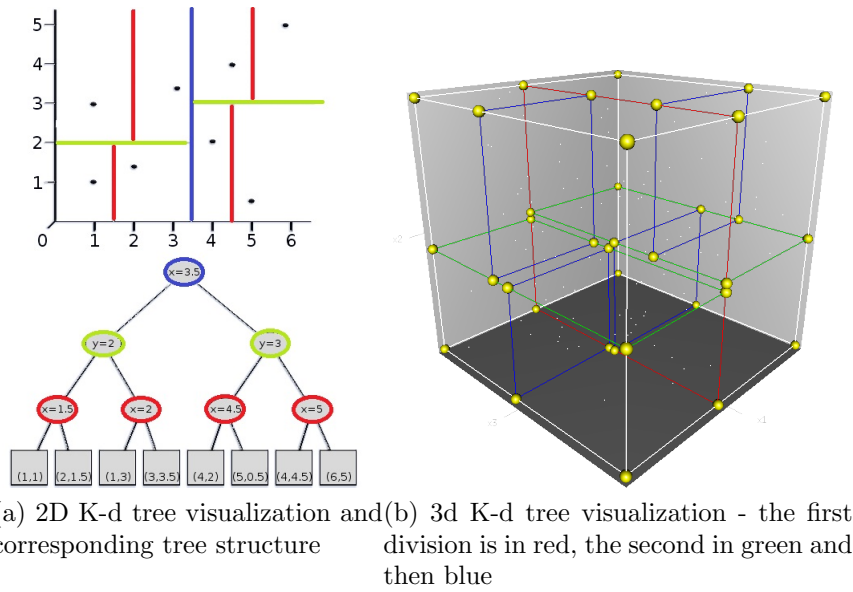 5
4
3
2
1
0 1 2 3 4 5 6
x=3.5
y=2 y=3
x=1.5 x=2 x=4.5 x=5
(1,1) (2,1.5) (1,3) (3,3.5) (4,2) (5,0.5) (4,4.5) (6,5)
x2
x3
x1
(a) 2D K-d tree visualization and
corresponding tree structure
(b) 3d K-d tree visualization - the first
division is in red, the second in green and
then blue